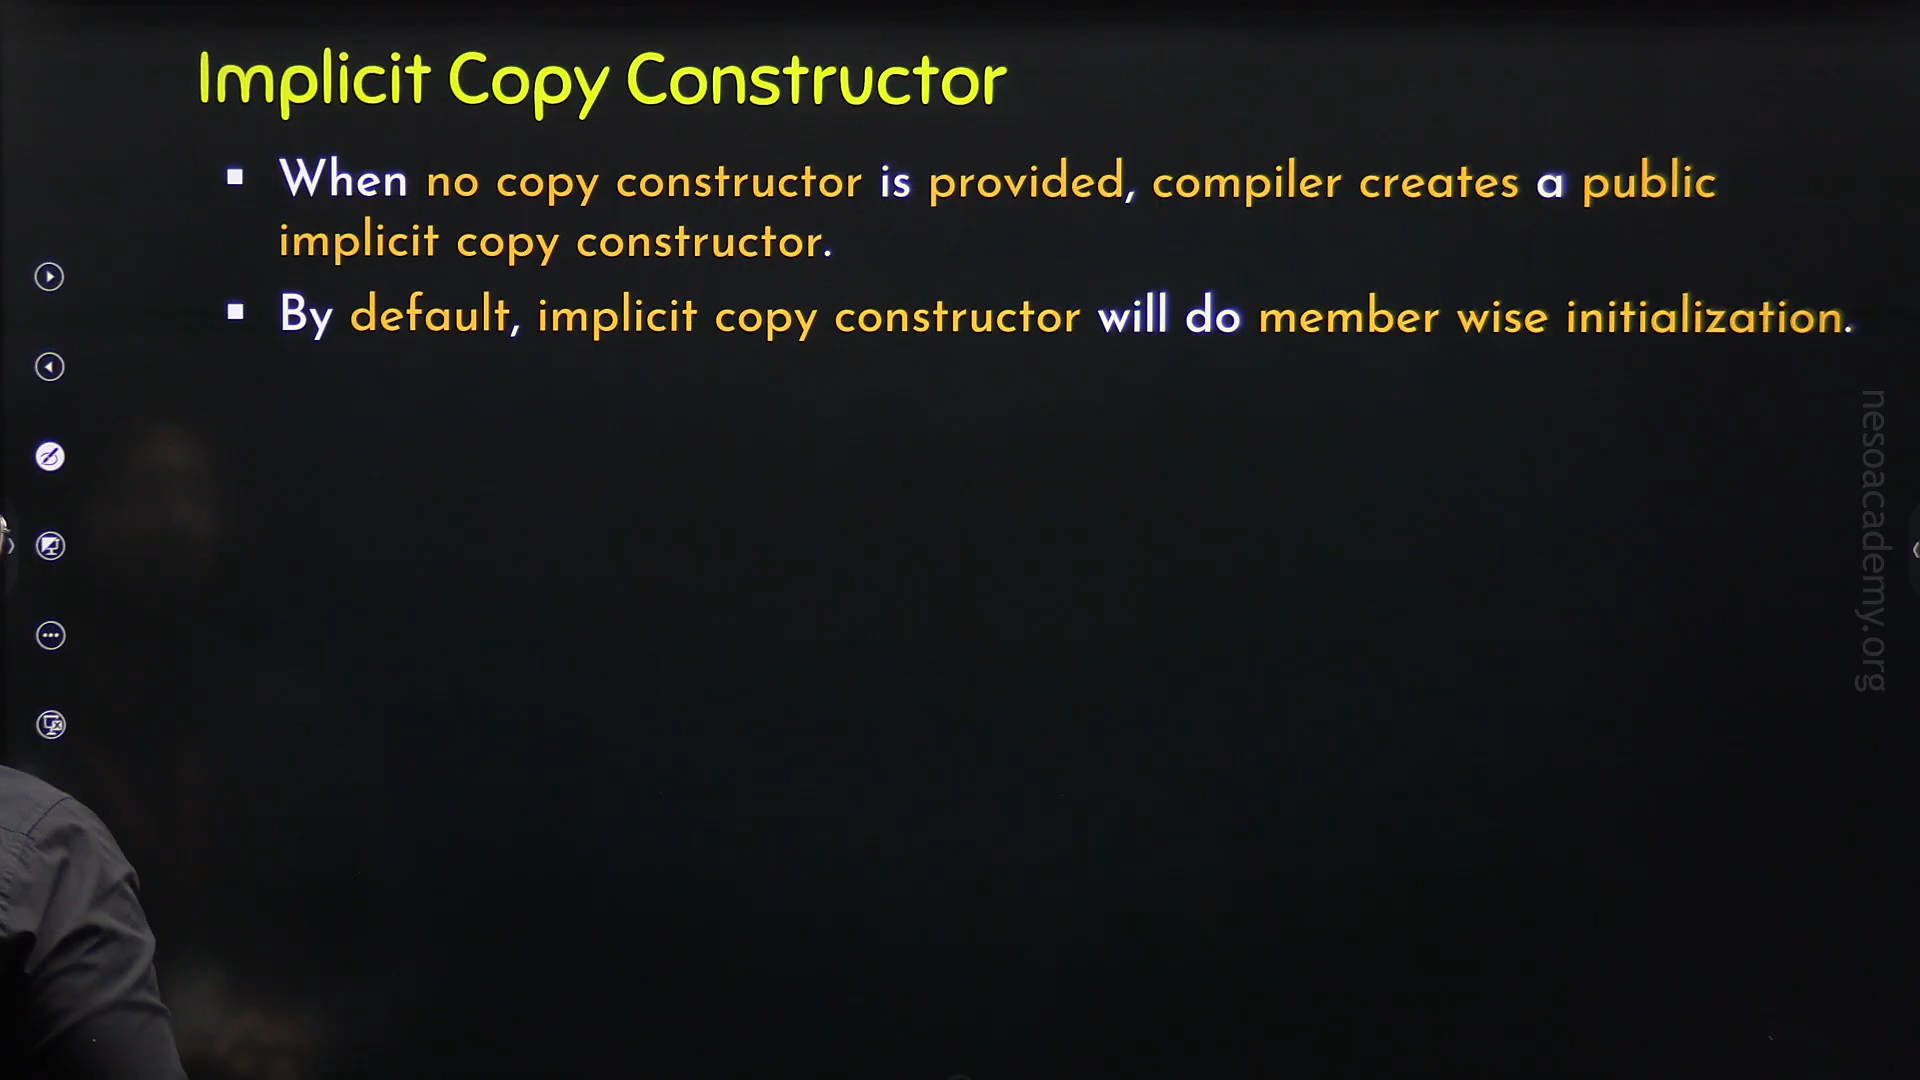 Implicit Copy Constructor
▪ When no copy constructor is provided, compiler creates a public
implicit copy constructor.
▪ By default, implicit copy constructor will do member wise initialization.
nesoacademy.org